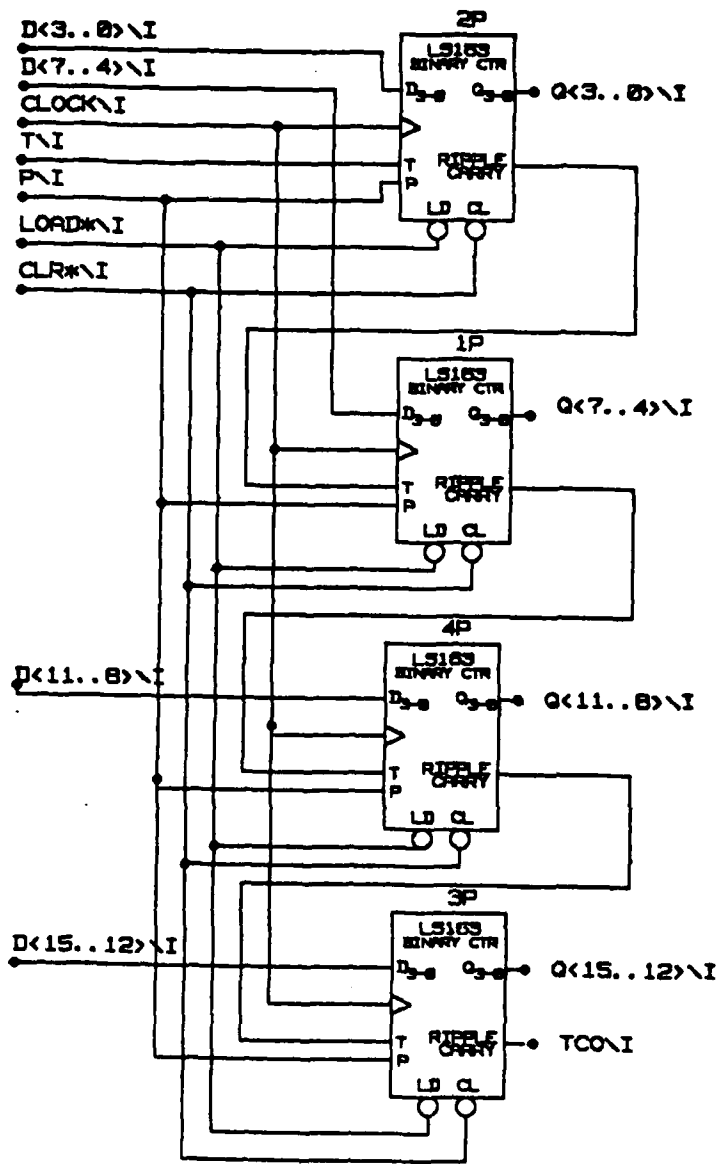 D<3..0>\I
D<7..4>\I
CLOCK\I
T\I
P\I
LOAD*\I
CLR*\I
2P
LS163
BINARY CTR
D3-0 Q3-0
Q<3..0>\I
T RIPPLE
P CARRY
LD CL
1P
LS163
BINARY CTR
D3-0 Q3-0
Q<7..4>\I
T RIPPLE
P CARRY
LD CL
4P
LS163
BINARY CTR
D<11..8>\I
D3-0 Q3-0
Q<11..8>\I
T RIPPLE
P CARRY
LD CL
3P
LS163
BINARY CTR
D<15..12>\I
D3-0 Q3-0
Q<15..12>\I
T RIPPLE
P CARRY
TCO\I
LD CL